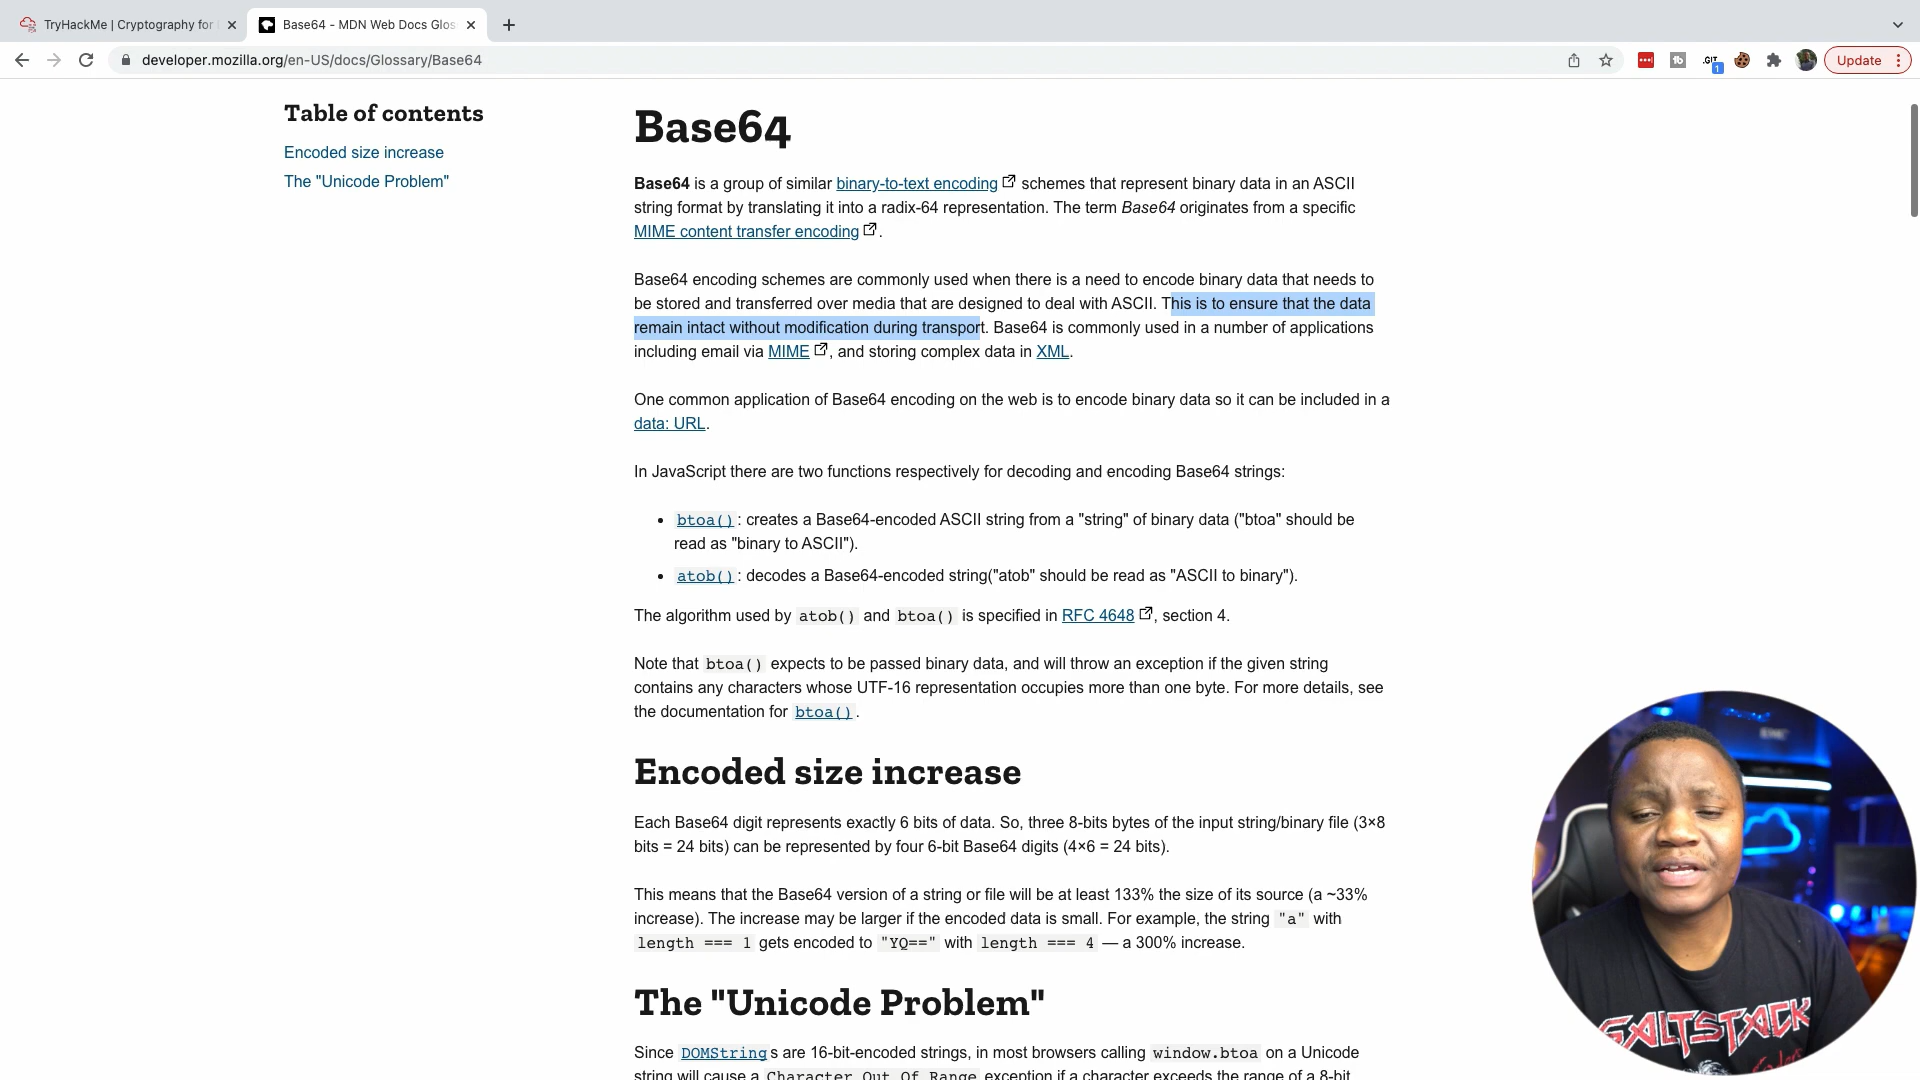 TryHackMe | Cryptography for
Base64 - MDN Web Docs Glos
developer.mozilla.org/en-US/docs/Glossary/Base64
.GIT
1
Update
Table of contents
Encoded size increase
The "Unicode Problem"
Base64
Base64 is a group of similar binary-to-text encoding schemes that represent binary data in an ASCII
string format by translating it into a radix-64 representation. The term Base64 originates from a specific
MIME content transfer encoding .
Base64 encoding schemes are commonly used when there is a need to encode binary data that needs to
be stored and transferred over media that are designed to deal with ASCII. This is to ensure that the data
remain intact without modification during transport. Base64 is commonly used in a number of applications
including email via MIME , and storing complex data in XML.
One common application of Base64 encoding on the web is to encode binary data so it can be included in a
data: URL.
In JavaScript there are two functions respectively for decoding and encoding Base64 strings:
• btoa(): creates a Base64-encoded ASCII string from a "string" of binary data ("btoa" should be
read as "binary to ASCII").
• atob(): decodes a Base64-encoded string("atob" should be read as "ASCII to binary").
The algorithm used by atob() and btoa() is specified in RFC 4648 , section 4.
Note that btoa() expects to be passed binary data, and will throw an exception if the given string
contains any characters whose UTF-16 representation occupies more than one byte. For more details, see
the documentation for btoa().
Encoded size increase
Each Base64 digit represents exactly 6 bits of data. So, three 8-bits bytes of the input string/binary file (3×8
bits = 24 bits) can be represented by four 6-bit Base64 digits (4×6 = 24 bits).
This means that the Base64 version of a string or file will be at least 133% the size of its source (a ~33%
increase). The increase may be larger if the encoded data is small. For example, the string "a" with
length === 1 gets encoded to "YQ==" with length === 4 — a 300% increase.
The "Unicode Problem"
Since DOMStrings are 16-bit-encoded strings, in most browsers calling window.btoa on a Unicode
string will cause a Character Out Of Range exception if a character exceeds the range of a 8-bit
SALTSTACK